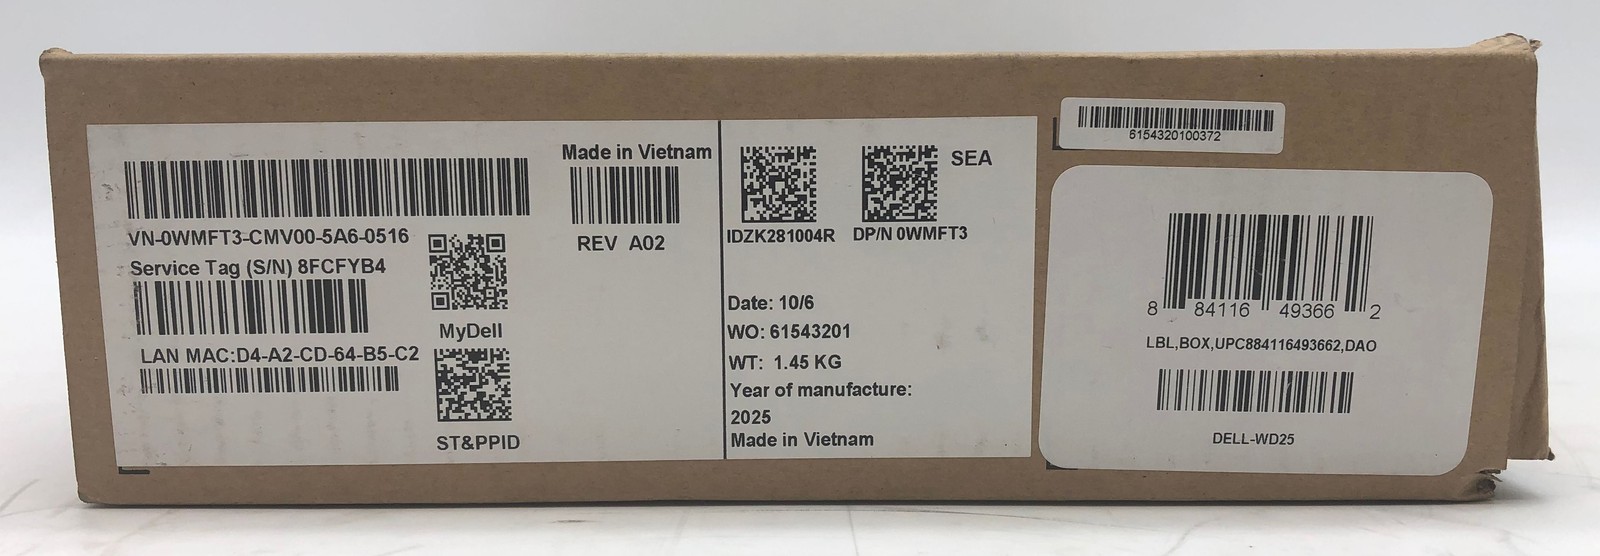 VN-0WMFT3-CMV00-5A6-0516
Service Tag (S/N) 8FCFYB4
LAN MAC:D4-A2-CD-64-B5-C2
MyDell
ST&PPID
Made in Vietnam
REV A02
IDZK281004R
DP/N 0WMFT3
SEA
Date: 10/6
WO: 61543201
WT: 1.45 KG
Year of manufacture:
2025
Made in Vietnam
6154320100372
8 84116 49366 2
LBL,BOX,UPC884116493662,DAO
DELL-WD25